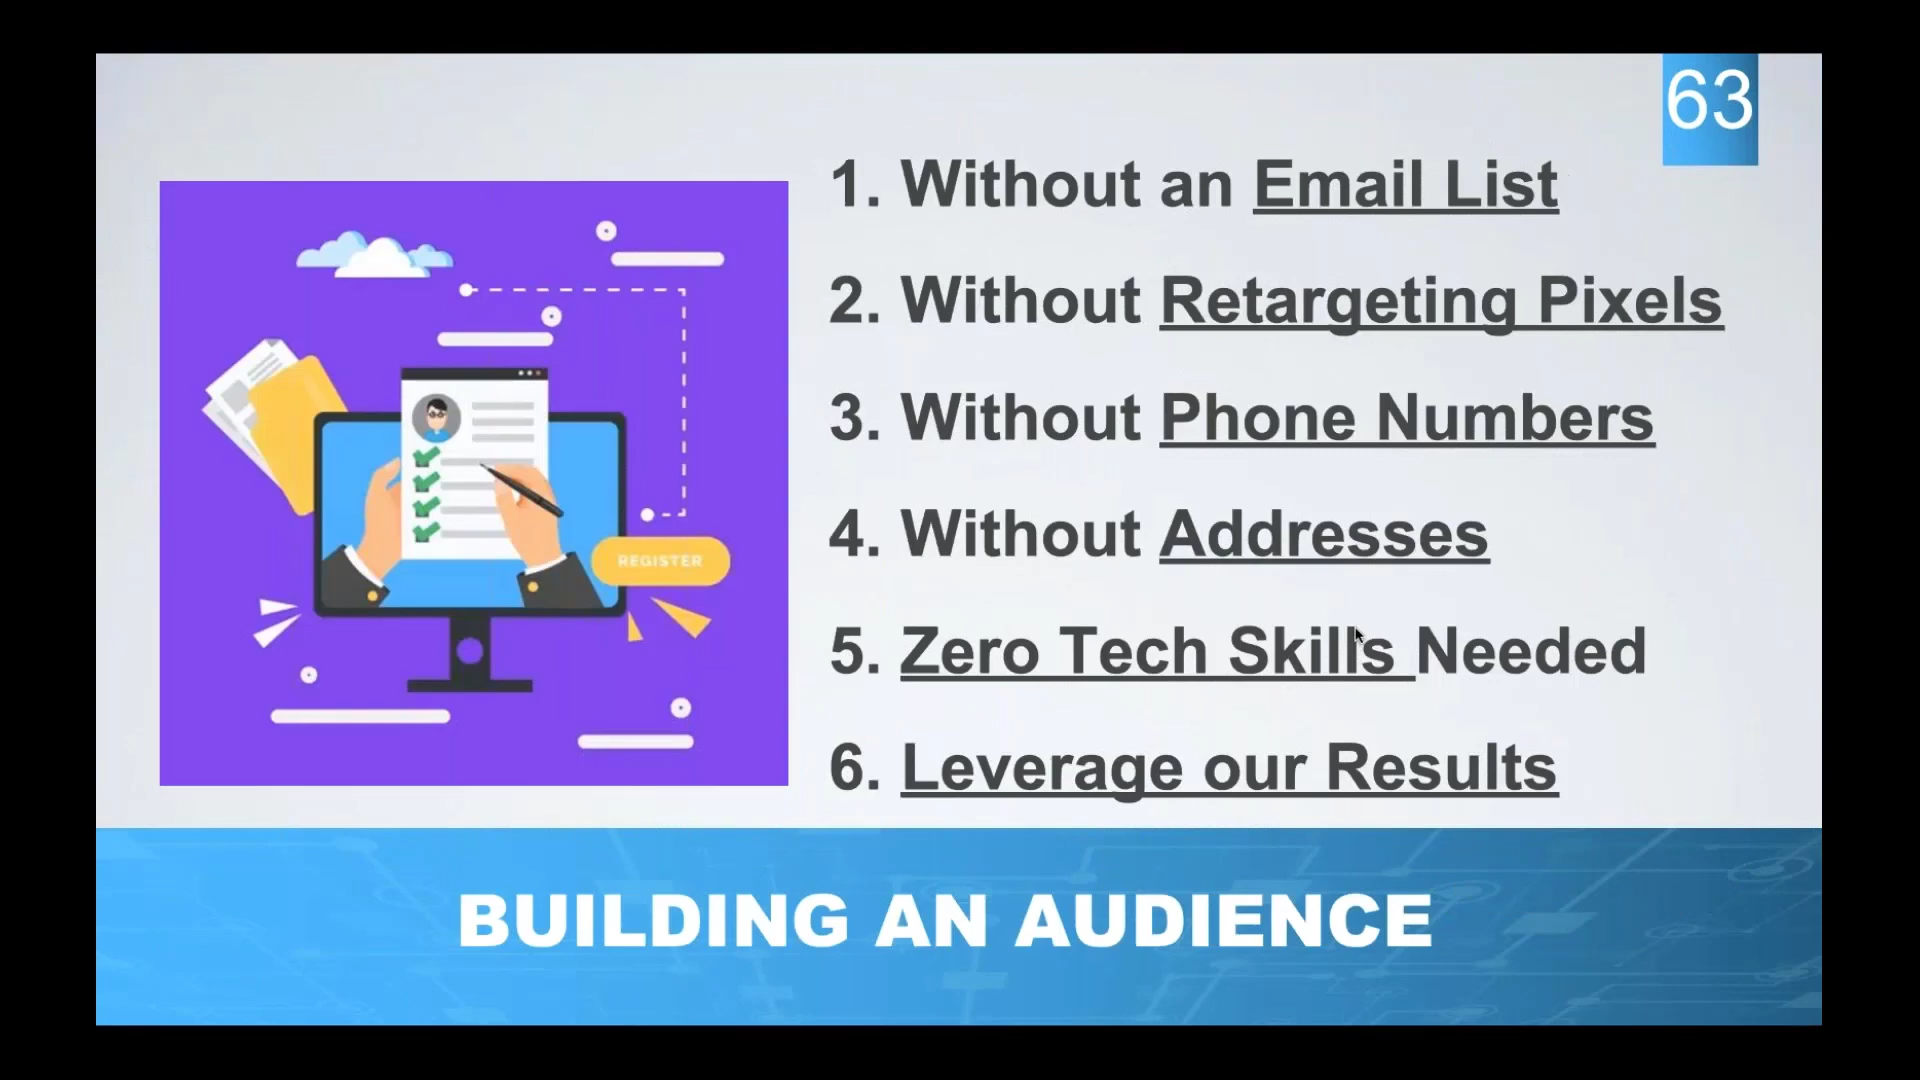 63
1. Without an Email List
2. Without Retargeting Pixels
3. Without Phone Numbers
4. Without Addresses
5. Zero Tech Skills Needed
6. Leverage our Results
REGISTER
BUILDING AN AUDIENCE